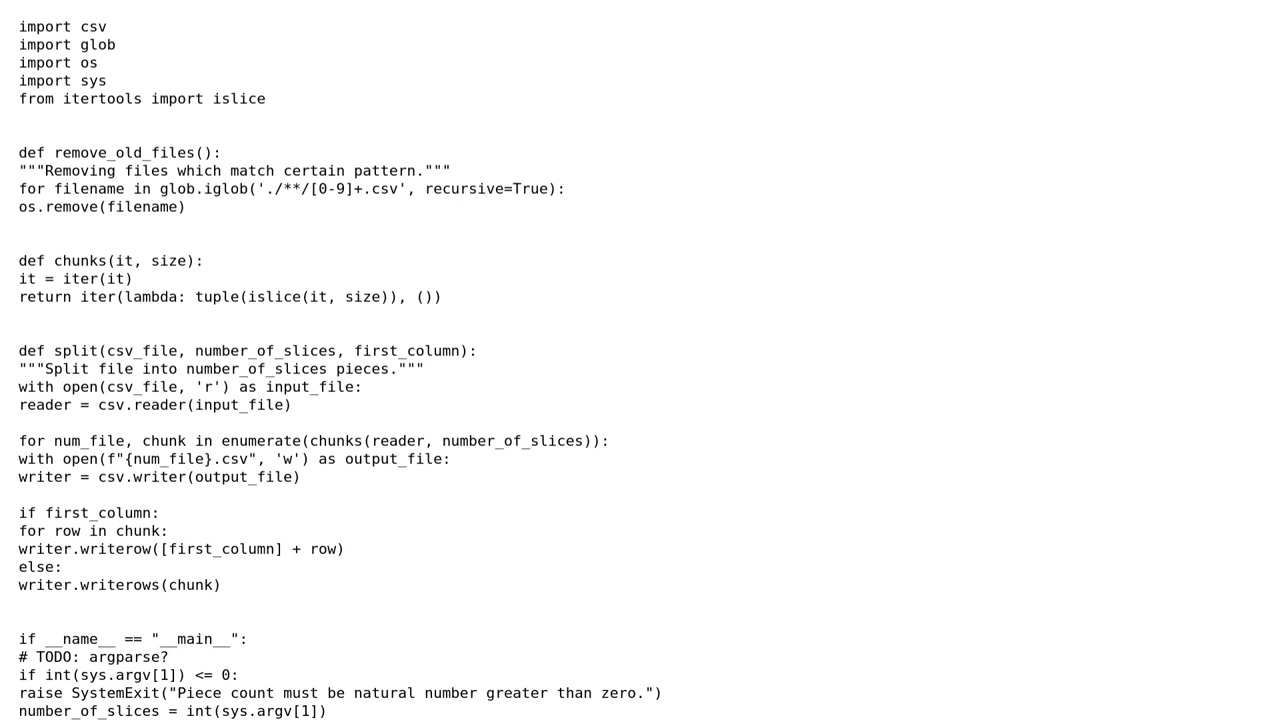 import csv
import glob
import os
import sys
from itertools import islice
def remove_old_files():
"""Removing files which match certain pattern."""
for filename in glob.iglob('./**/[0-9]+.csv', recursive=True):
os.remove(filename)
def chunks(it, size):
it = iter(it)
return iter(lambda: tuple(islice(it, size)), ())
def split(csv_file, number_of_slices, first_column):
"""Split file into number_of_slices pieces."""
with open(csv_file, 'r') as input_file:
reader = csv.reader(input_file)
for num_file, chunk in enumerate(chunks(reader, number_of_slices)):
with open(f"{num_file}.csv", 'w') as output_file:
writer = csv.writer(output_file)
if first_column:
for row in chunk:
writer.writerow([first_column] + row)
else:
writer.writerows(chunk)
if __name__ == "__main__":
# TODO: argparse?
if int(sys.argv[1]) <= 0:
raise SystemExit("Piece count must be natural number greater than zero.")
number_of_slices = int(sys.argv[1])